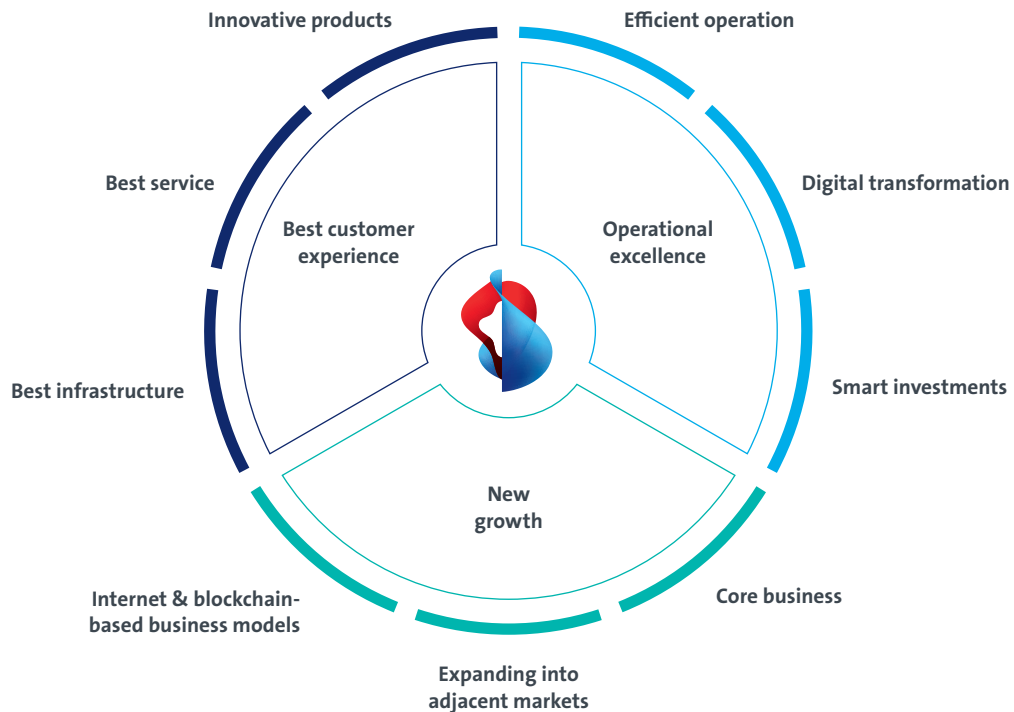 Innovative products
Efficient operation
Best service
Digital transformation
Best customer
experience
Operational
excellence
Best infrastructure
Smart investments
New
growth
Internet & blockchain-
based business models
Core business
Expanding into
adjacent markets